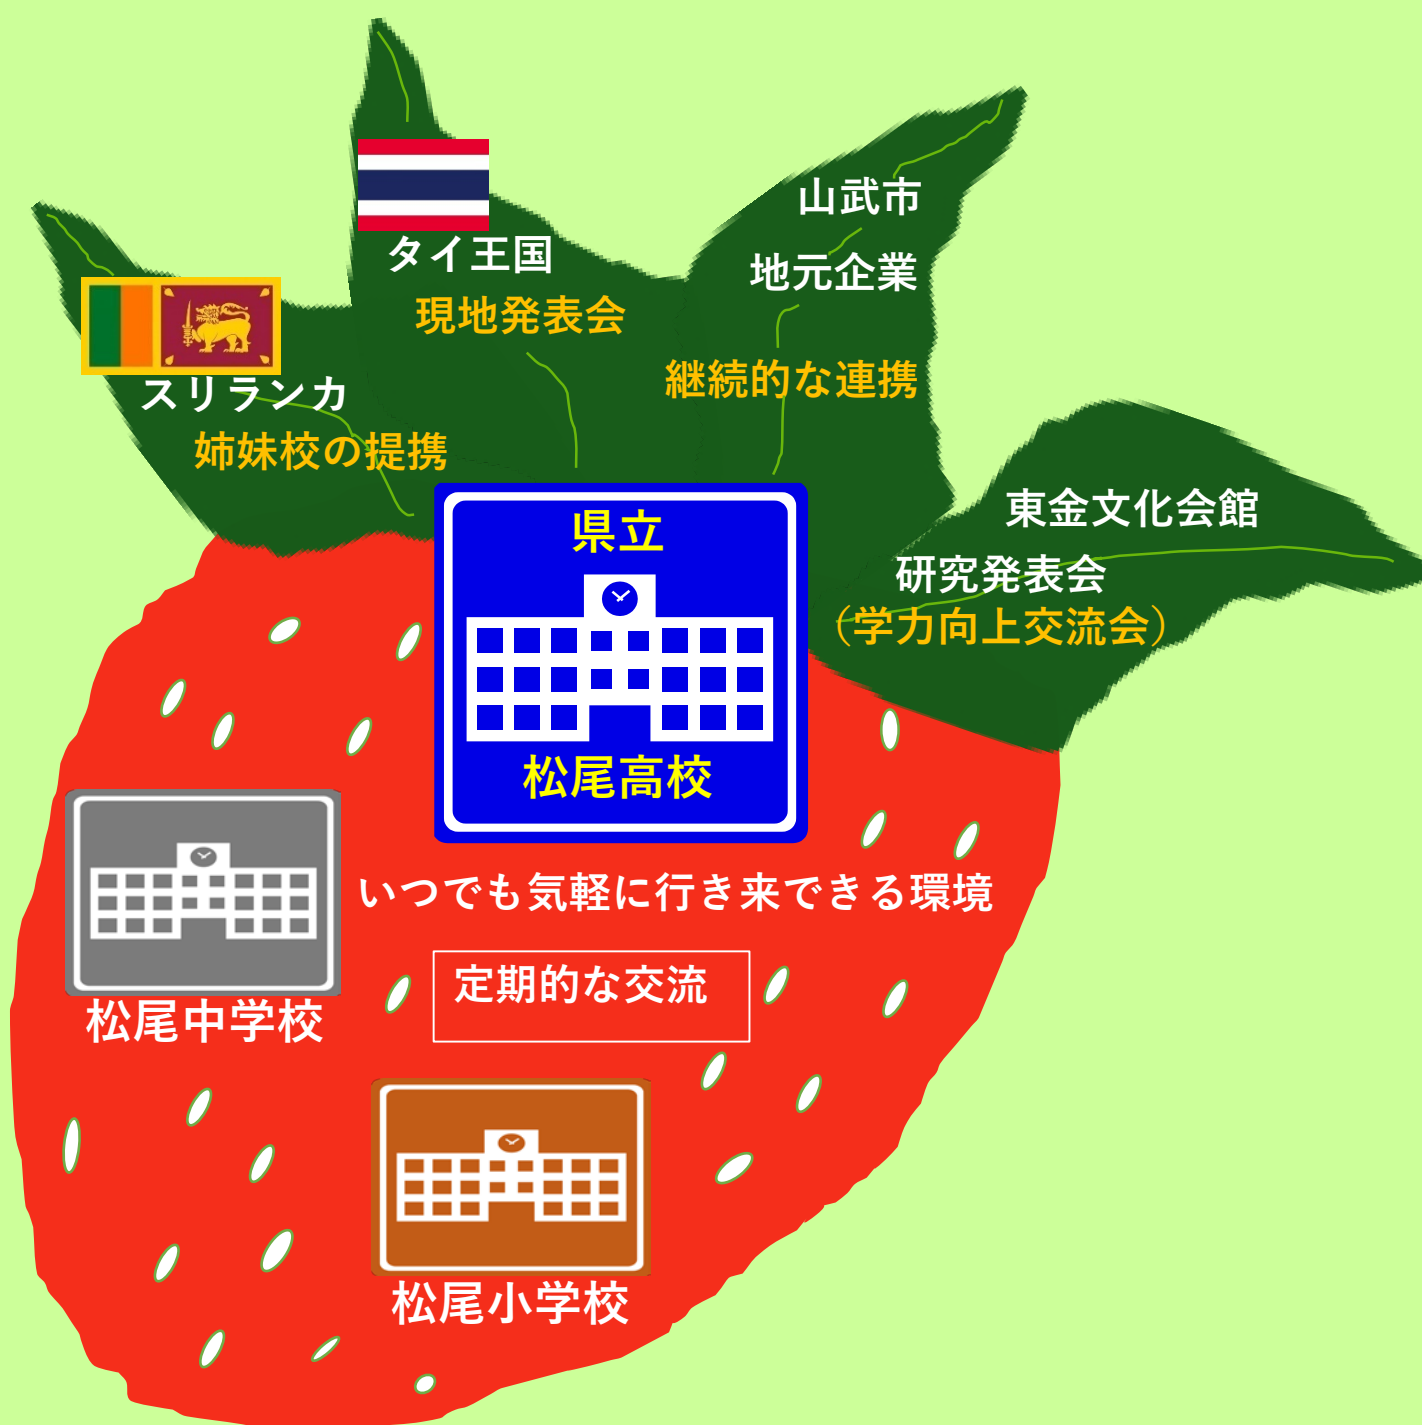 タイ王国
現地発表会
スリランカ
姉妹校の提携
山武市
地元企業
継続的な連携
東金文化会館
研究発表会
（学力向上交流会）
県立
松尾高校
いつでも気軽に行き来できる環境
定期的な交流
松尾中学校
松尾小学校